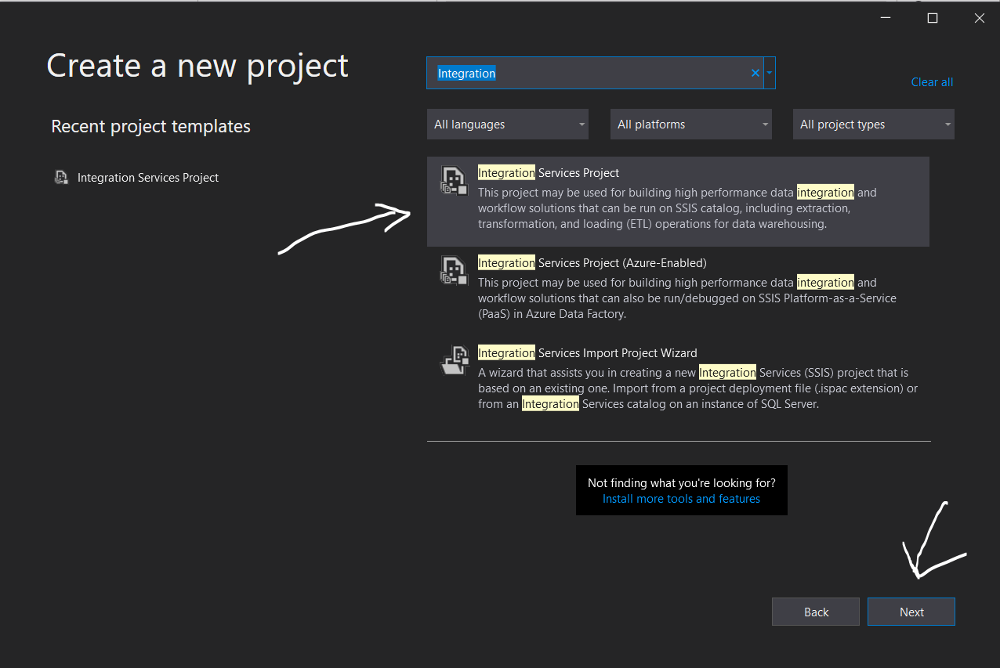 Create a new project
Recent project templates
Integration Services Project
Integration
Clear all
All languages
All platforms
All project types
Integration Services Project
This project may be used for building high performance data integration and
workflow solutions that can be run on SSIS catalog, including extraction,
transformation, and loading (ETL) operations for data warehousing.
Integration Services Project (Azure-Enabled)
This project may be used for building high performance data integration and
workflow solutions that can also be run/debugged on SSIS Platform-as-a-Service
(PaaS) in Azure Data Factory.
Integration Services Import Project Wizard
A wizard that assists you in creating a new Integration Services (SSIS) project that is
based on an existing one. Import from a project deployment file (.ispac extension) or
from an Integration Services catalog on an instance of SQL Server.
Not finding what you're looking for?
Install more tools and features
Back
Next